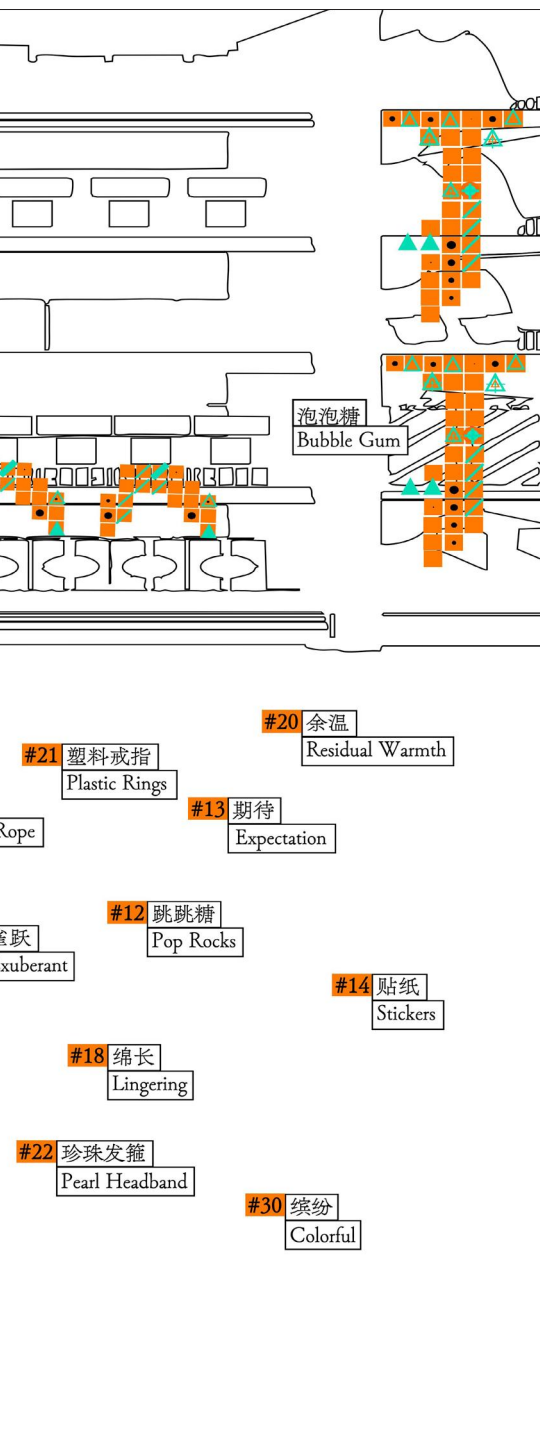 泡泡糖
Bubble Gum
#20 余温
Residual Warmth
#21 塑料戒指
Plastic Rings
#13 期待
Expectation
Rope
#12 跳跳糖
Pop Rocks
跃
xuberant
#14 贴纸
Stickers
#18 绵长
Lingering
#22 珍珠发箍
Pearl Headband
#30 缤纷
Colorful